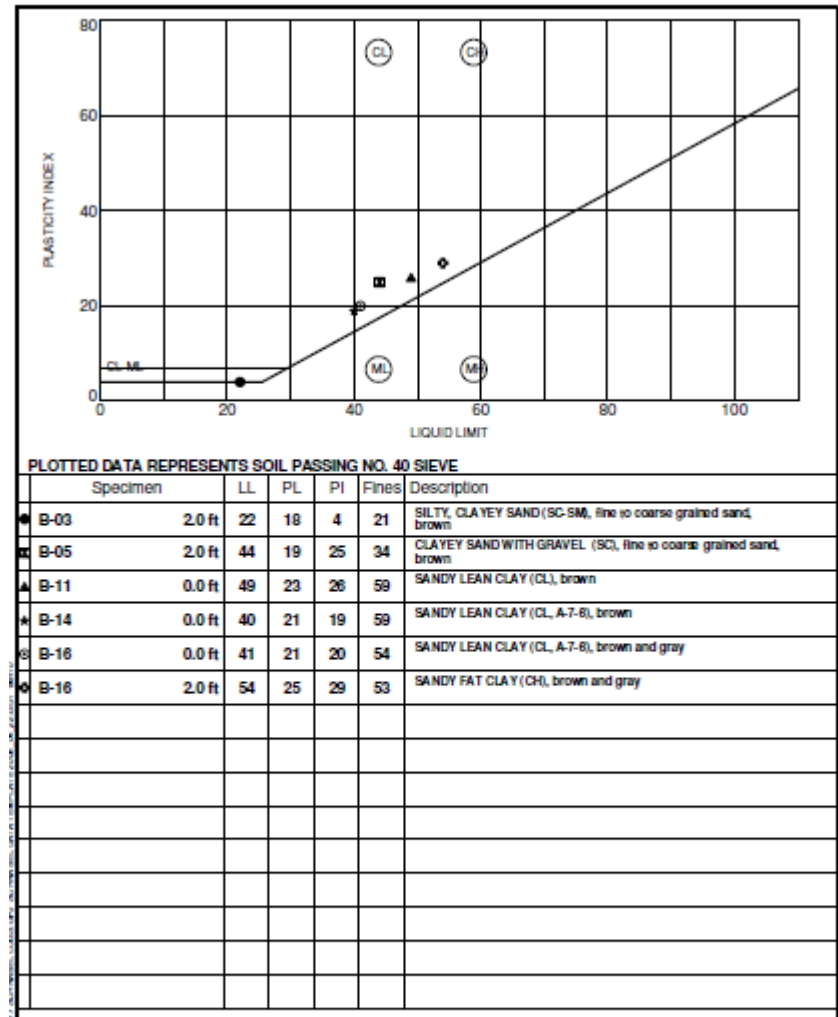 80
CL
CH
60
PLASTICITY INDEX
40
20
CL-ML
ML
MH
0
0 20 40 60 80 100
LIQUID LIMIT
PLOTTED DATA REPRESENTS SOIL PASSING NO. 40 SIEVE
Specimen LL PL PI Fines Description
B-03 2.0 ft 22 18 4 21 SILTY, CLAYEY SAND (SC-SM), fine to coarse grained sand,
brown
B-05 2.0 ft 44 19 25 34 CLAYEY SAND WITH GRAVEL (SC), fine to coarse grained sand,
brown
B-11 0.0 ft 49 23 26 59 SANDY LEAN CLAY (CL), brown
B-14 0.0 ft 40 21 19 59 SANDY LEAN CLAY (CL, A-7-6), brown
B-16 0.0 ft 41 21 20 54 SANDY LEAN CLAY (CL, A-7-6), brown and gray
B-16 2.0 ft 54 25 29 53 SANDY FAT CLAY (CH), brown and gray